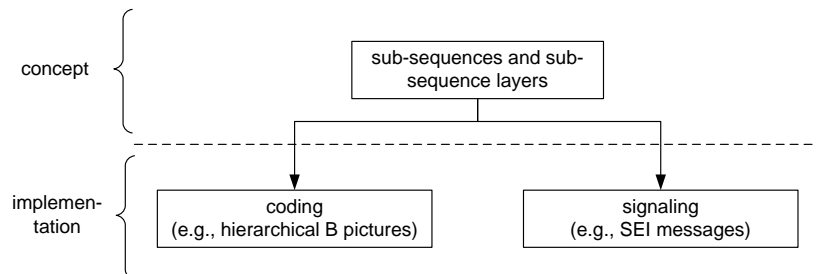 concept
sub-sequences and sub-
sequence layers
implemen-
tation
coding
(e.g., hierarchical B pictures)
signaling
(e.g., SEI messages)